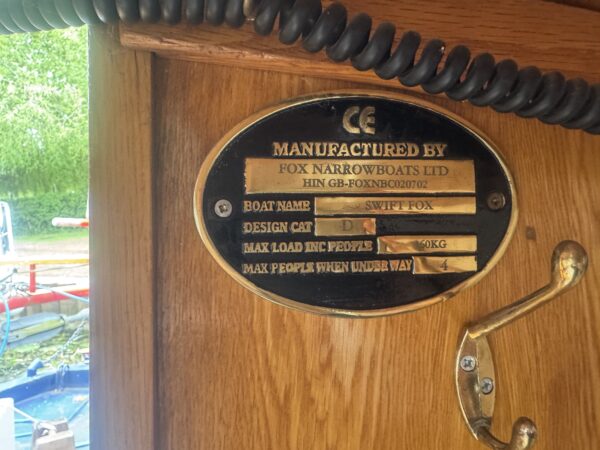 CE
MANUFACTURED BY
FOX NARROWBOATS LTD
HIN GB-FOXNBC020702
BOAT NAME SWIFT FOX
DESIGN CAT D
MAX LOAD INC PEOPLE
MAX PEOPLE WHEN UNDER WAY 4